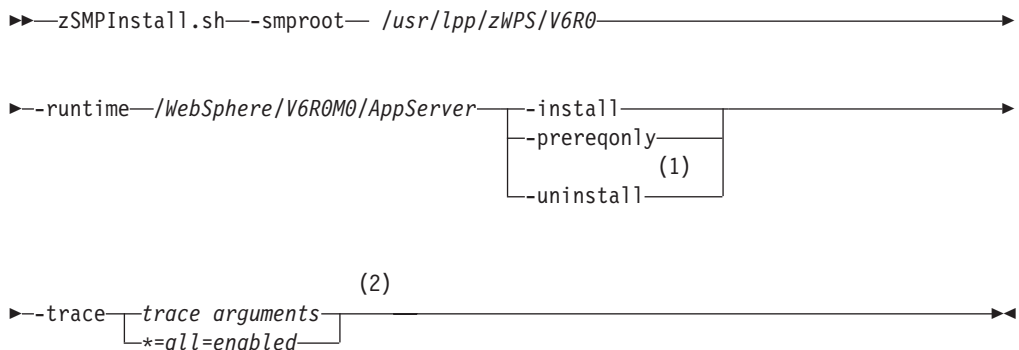 zSMPInstall.sh -smproot /usr/lpp/zWPS/V6R0
-runtime /WebSphere/V6R0M0/AppServer -install
-prereqonly
(1)
-uninstall
(2)
-trace trace arguments
*=all=enabled